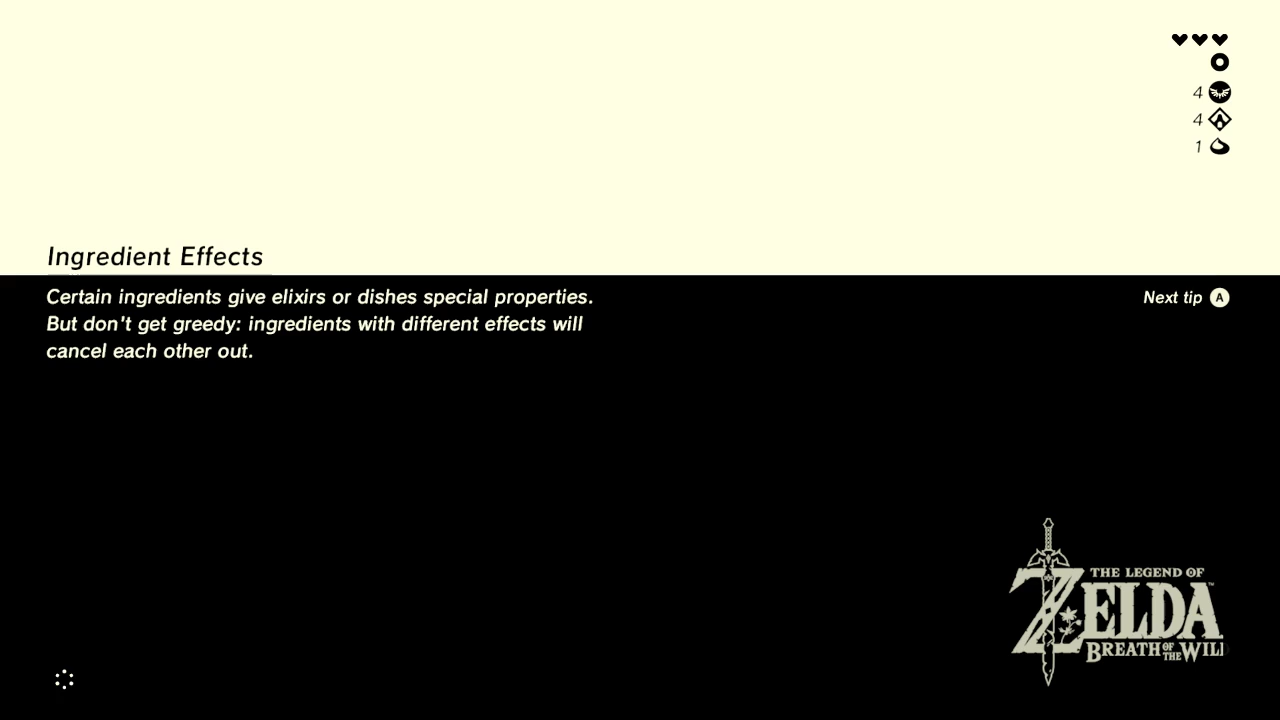 4
4
1
Ingredient Effects
Certain ingredients give elixirs or dishes special properties.
But don't get greedy: ingredients with different effects will
cancel each other out.
Next tip A
THE LEGEND OF
ZELDA™
BREATH OF THE WILD